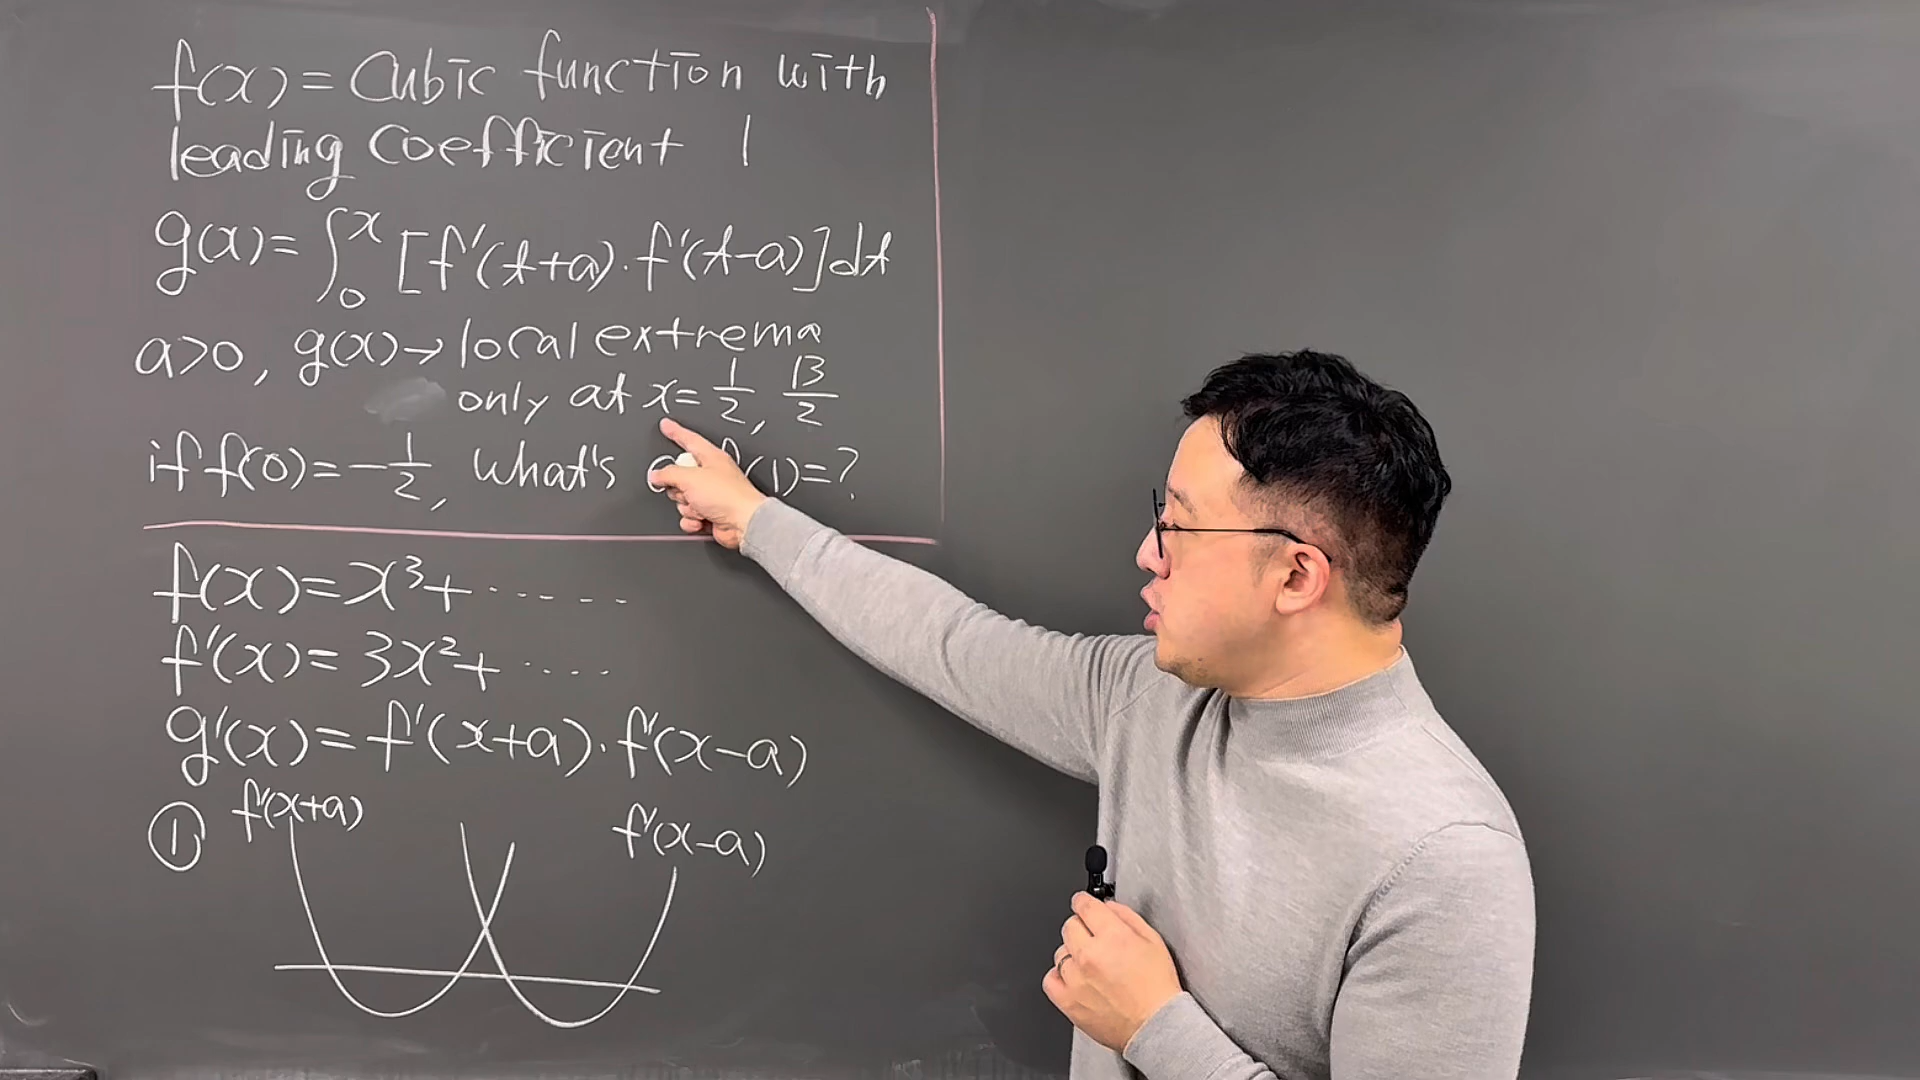 f(x) = Cubic function with
leading coefficient 1
g(x) = ∫₀ˣ [f'(t+a)·f'(t-a)]dt
a>0, g(x) → local extrema
only at x = 1/2, 13/2
if f(0) = -1/2, what's (1) = ?
f(x) = x³ + ·····
f'(x) = 3x² + ····
g'(x) = f'(x+a)·f'(x-a)
① f'(x+a) f'(x-a)